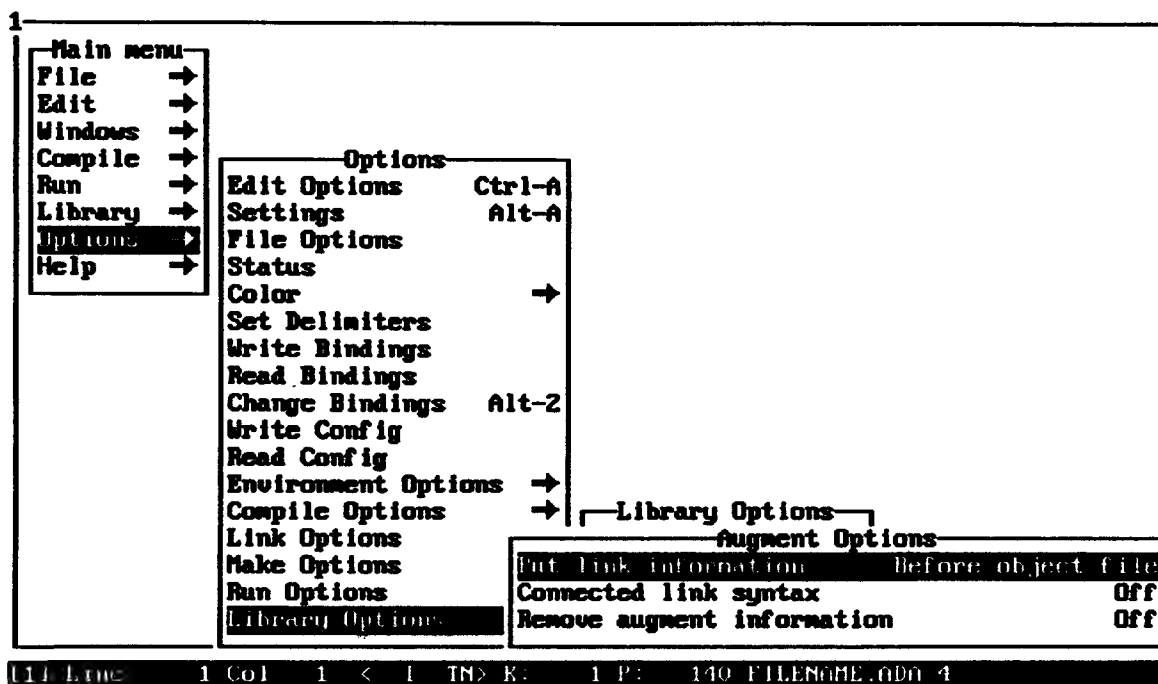 1
Main menu
File
Edit
Windows
Compile
Run
Library
Options
Help
Options
Edit Options Ctrl-A
Settings Alt-A
File Options
Status
Color
Set Delimiters
Write Bindings
Read Bindings
Change Bindings Alt-2
Write Config
Read Config
Environment Options
Compile Options
Link Options
Make Options
Run Options
Library Options
Library Options
Augment Options
Put link information Before object file
Connected link syntax Off
Remove augment information Off
[1] Line 1 Col 1 < I TN> K: 1 P: 140 FILENAME.ADA 4